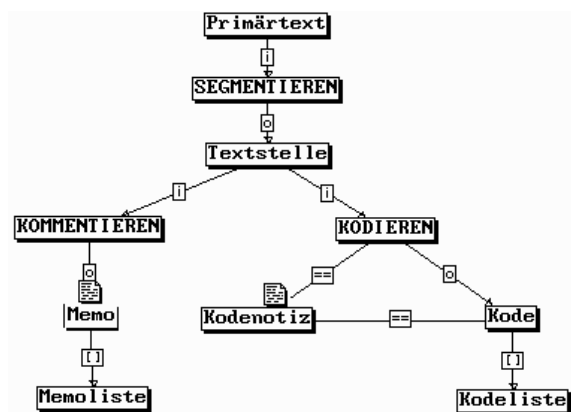 Primärtext
i
SEGMENTIEREN
o
Textstelle
i
i
KOMMENTIEREN
KODIEREN
o
==
o
Memo
Kodenotiz
==
Kode
[]
[]
Memoliste
Kodeliste